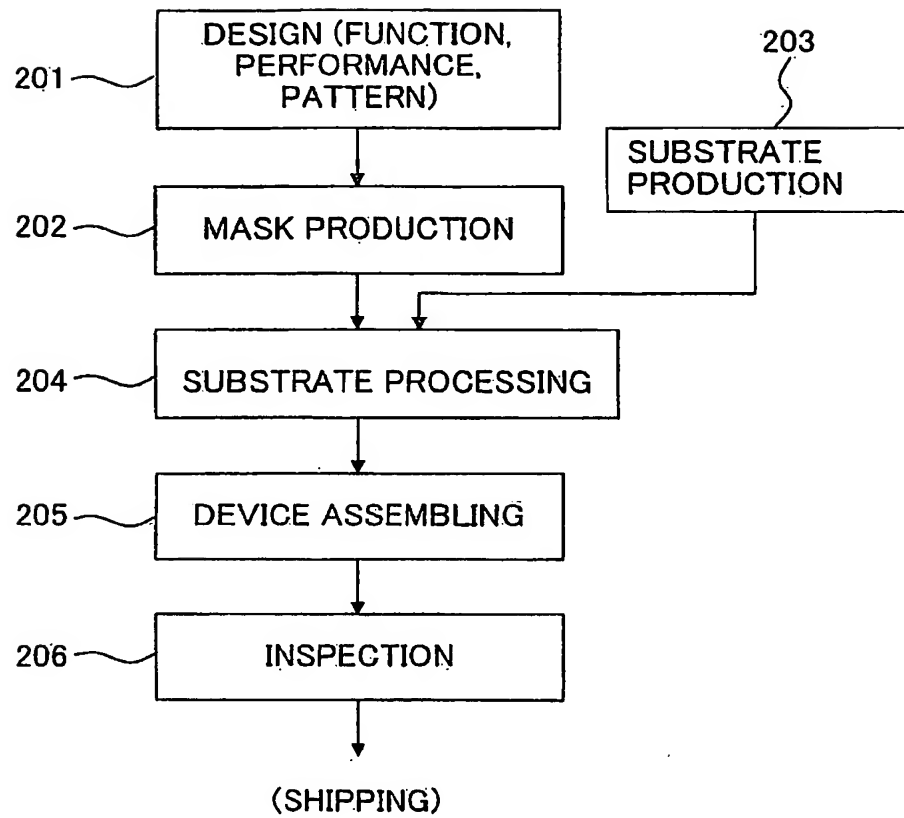 DESIGN (FUNCTION,
PERFORMANCE,
PATTERN)
201
203
SUBSTRATE
PRODUCTION
202
MASK PRODUCTION
204
SUBSTRATE PROCESSING
205
DEVICE ASSEMBLING
206
INSPECTION
(SHIPPING)